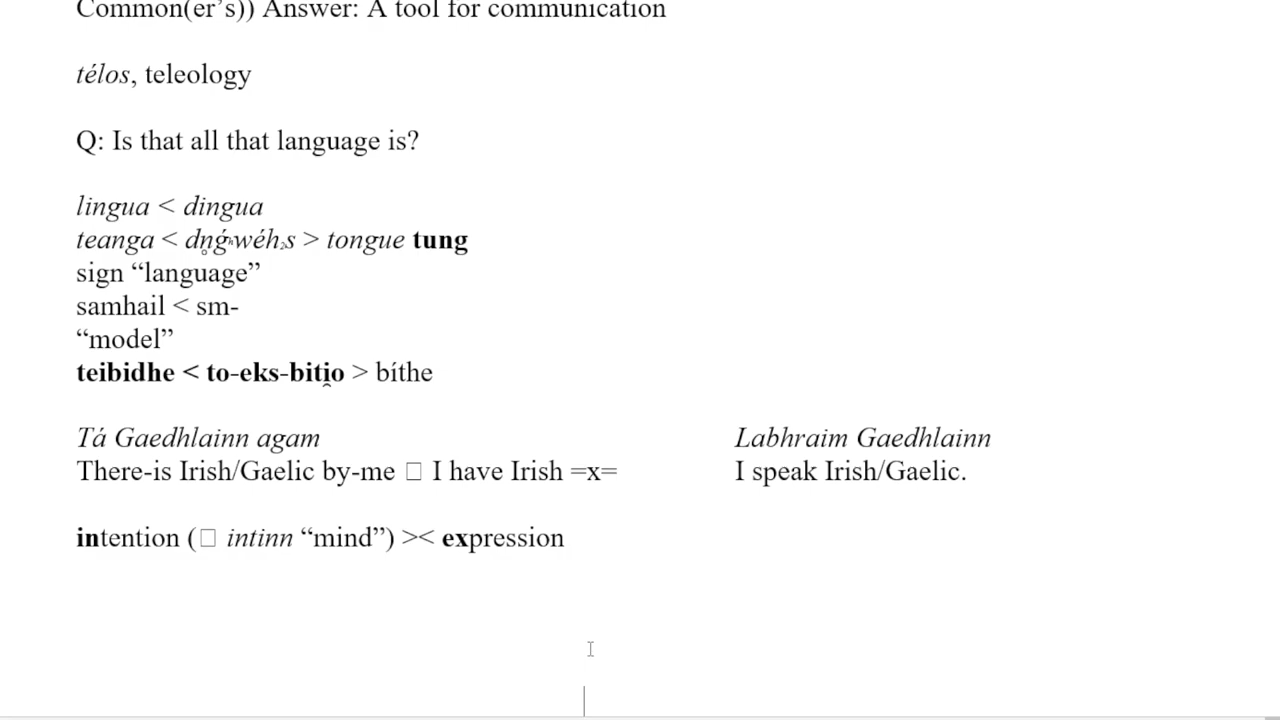 Common(er’s)) Answer: A tool for communication
télos, teleology
Q: Is that all that language is?
lingua < dingua
teanga < dn̥ǵʰwéh₂s > tongue tung
sign “language”
samhail < sm-
“model”
teibidhe < to-eks-biti̯o > bíthe
Tá Gaedhlainn agam Labhraim Gaedhlainn
There-is Irish/Gaelic by-me □ I have Irish =x= I speak Irish/Gaelic.
intention (□ intinn “mind”) >< expression